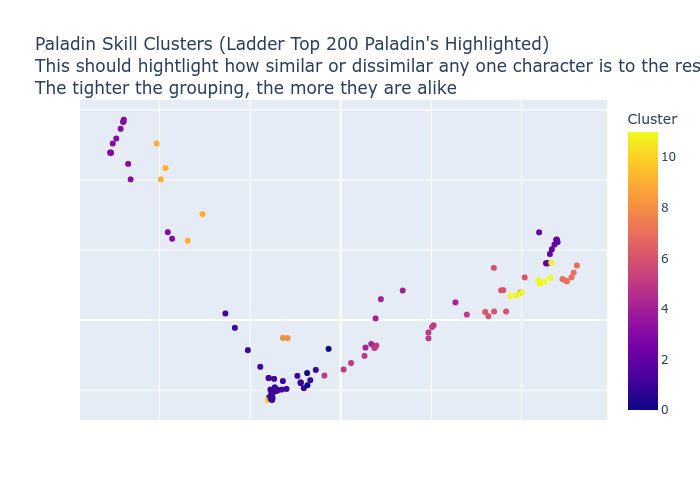 Paladin Skill Clusters (Ladder Top 200 Paladin's Highlighted)
This should hightlight how similar or dissimilar any one character is to the
The tighter the grouping, the more they are alike
Cluster
10
8
6
4
2
0